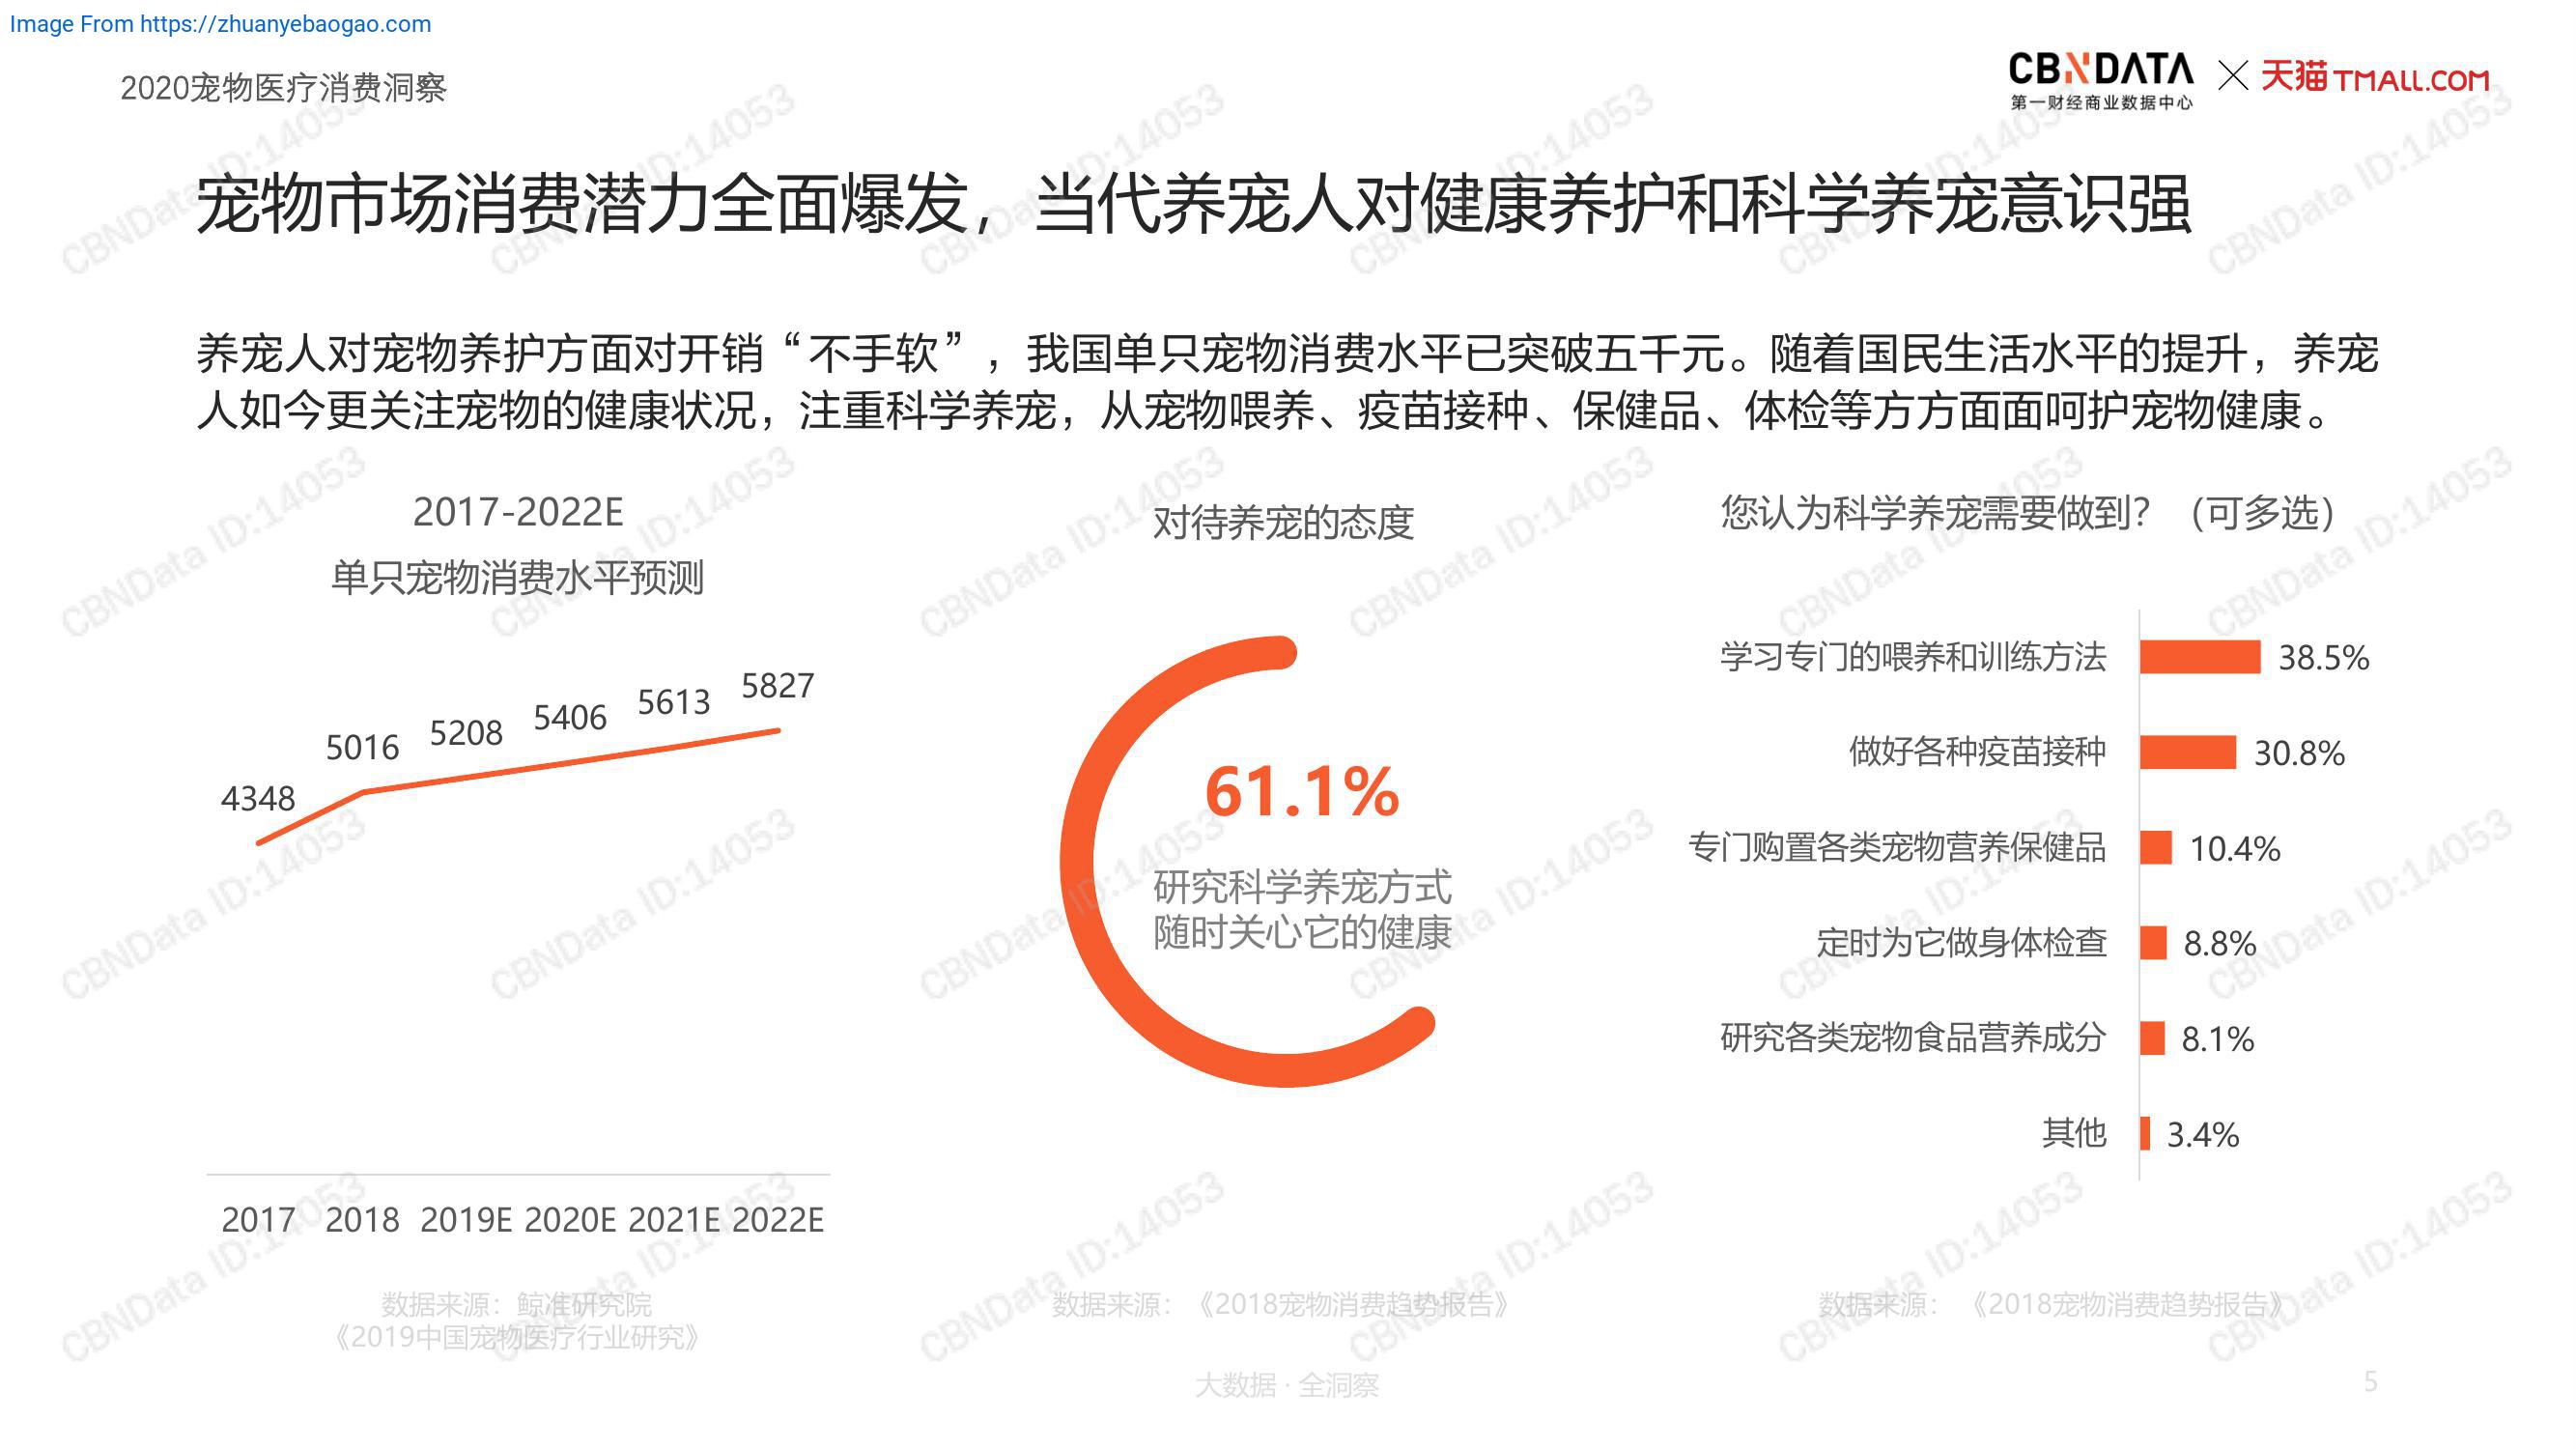 Image From https://zhuanyebaogao.com
2020宠物医疗消费洞察
CBNDATA
第一财经商业数据中心
天猫TMALL.COM
宠物市场消费潜力全面爆发，当代养宠人对健康养护和科学养宠意识强
养宠人对宠物养护方面对开销“不手软”，我国单只宠物消费水平已突破五千元。随着国民生活水平的提升，养宠
人如今更关注宠物的健康状况，注重科学养宠，从宠物喂养、疫苗接种、保健品、体检等方方面面呵护宠物健康。
2017-2022E
单只宠物消费水平预测
4348
5016
5208
5406
5613
5827
2017
2018
2019E
2020E
2021E
2022E
数据来源：鲸准研究院
《2019中国宠物医疗行业研究》
对待养宠的态度
61.1%
研究科学养宠方式
随时关心它的健康
数据来源：《2018宠物消费趋势报告》
您认为科学养宠需要做到？（可多选）
学习专门的喂养和训练方法 38.5%
做好各种疫苗接种 30.8%
专门购置各类宠物营养保健品 10.4%
定时为它做身体检查 8.8%
研究各类宠物食品营养成分 8.1%
其他 3.4%
数据来源：《2018宠物消费趋势报告》
大数据·全洞察
5
CBNData ID:14053